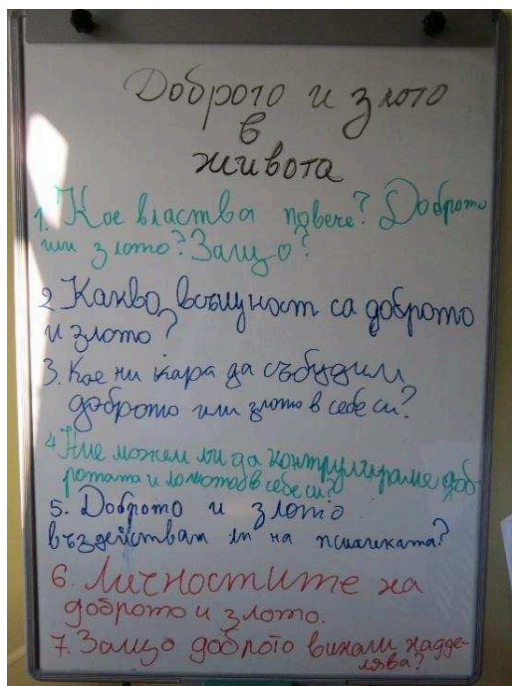 Доброто и злото
в
живота
1. Кое властва повече? Доброто
или злото? Защо?
2 Какво всъщност са доброто
и злото?
3. Кое ни кара да събудим
доброто или злото в себе си?
4 Ние можем ли да контролираме доб-
ротата и лошото в себе си?
5. Доброто и злото
въздействат ли на психиката?
6. Личностите на
доброто и злото.
7. Защо доброто винаги надде-
лява?